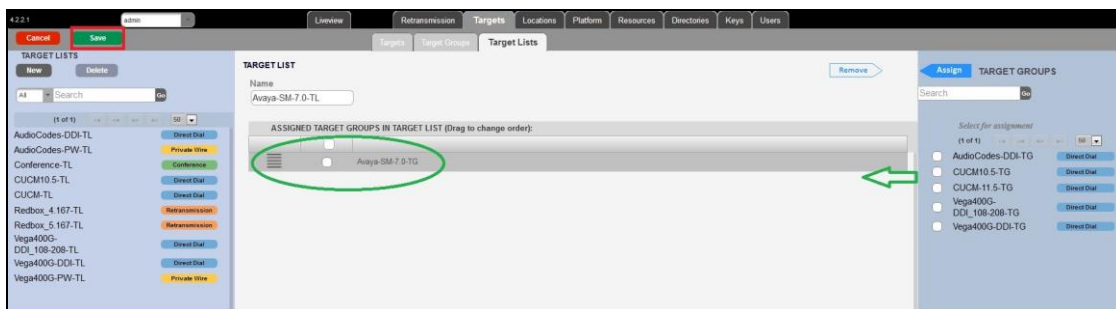 4.2.2.1 admin Liveview Retransmission Targets Locations Platform Resources Directories Keys Users
Cancel Save Targets Target Groups Target Lists
TARGET LISTS
New Delete
All Search Go
(1 of 1) 50
AudioCodes-DDI-TL Direct Dial
AudioCodes-PW-TL Private Wire
Conference-TL Conference
CUCM10.5-TL Direct Dial
CUCM-TL Direct Dial
Redbox_4.167-TL Retransmission
Redbox_5.167-TL Retransmission
Vega400G-
DDI_108-208-TL Direct Dial
Vega400G-DDI-TL Direct Dial
Vega400G-PW-TL Private Wire
TARGET LIST
Remove
Name
Avaya-SM-7.0-TL
ASSIGNED TARGET GROUPS IN TARGET LIST (Drag to change order):
Avaya-SM-7.0-TG
Assign TARGET GROUPS
Search Go
Select for assignment
(1 of 1) 50
AudioCodes-DDI-TG Direct Dial
CUCM10.5-TG Direct Dial
CUCM-11.5-TG Direct Dial
Vega400G-
DDI_108-208-TG Direct Dial
Vega400G-DDI-TG Direct Dial